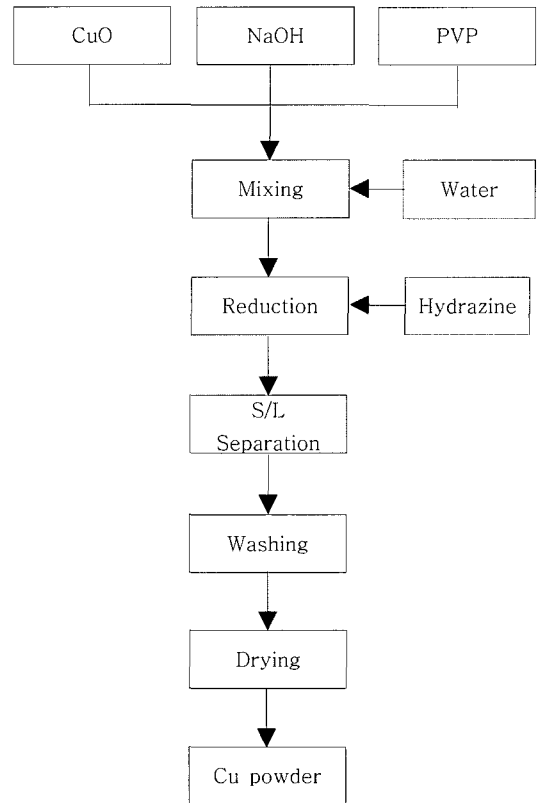 CuO
NaOH
PVP
Mixing
Water
Reduction
Hydrazine
S/L
Separation
Washing
Drying
Cu powder